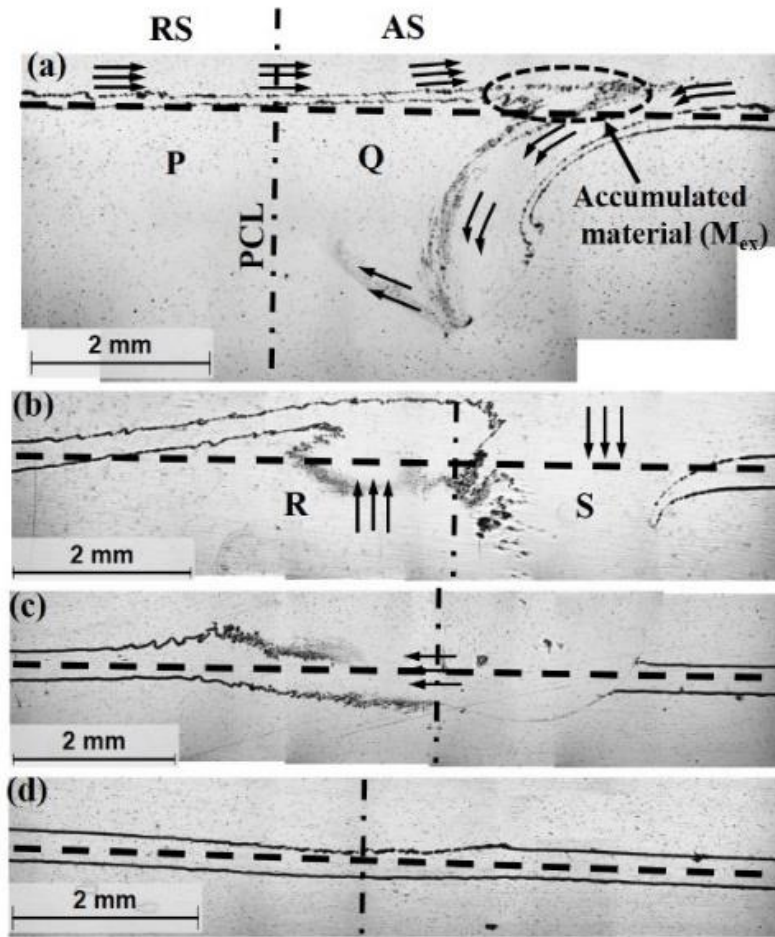 RS AS
(a)
P Q
PCL
Accumulated
material (Mex)
2 mm
(b)
R S
2 mm
(c)
2 mm
(d)
2 mm